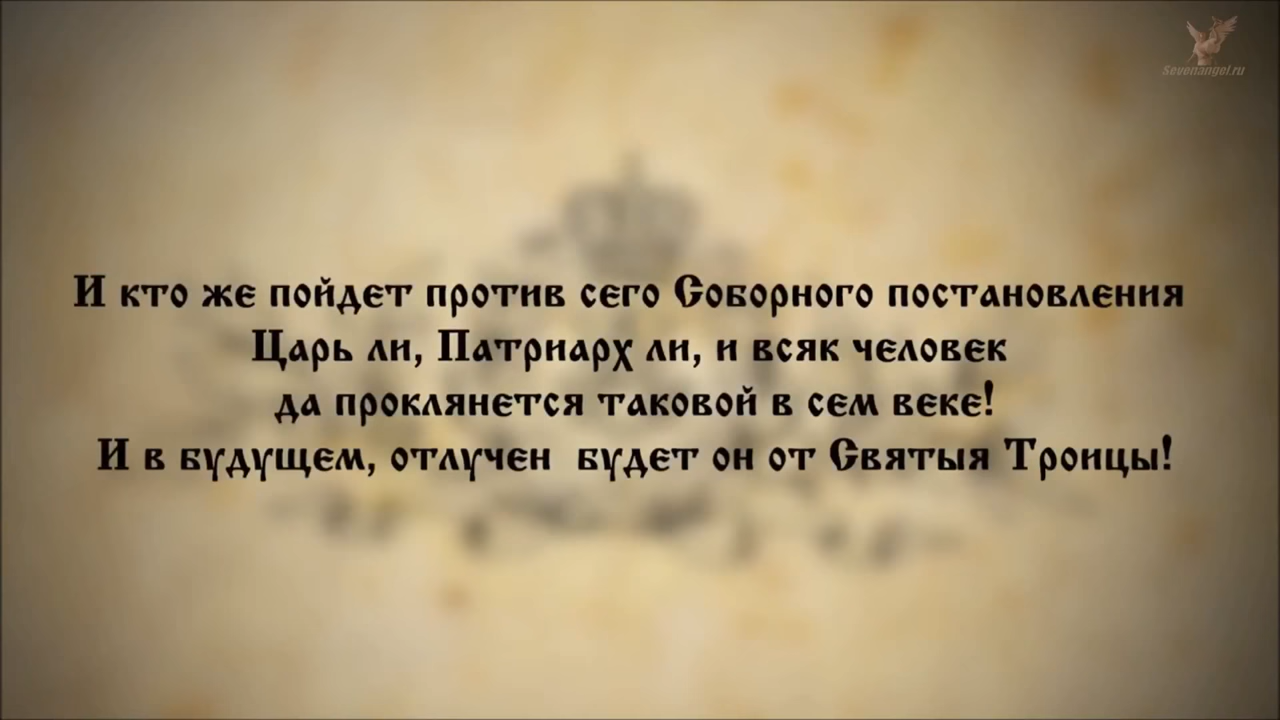 Sevenangel.ru
И кто же пойдет против сего Соборного постановления
Царь ли, Патриарх ли, и всяк человек
да проклянется таковой в сем веке!
И в будущем, отлучен будет он от Святыя Троицы!